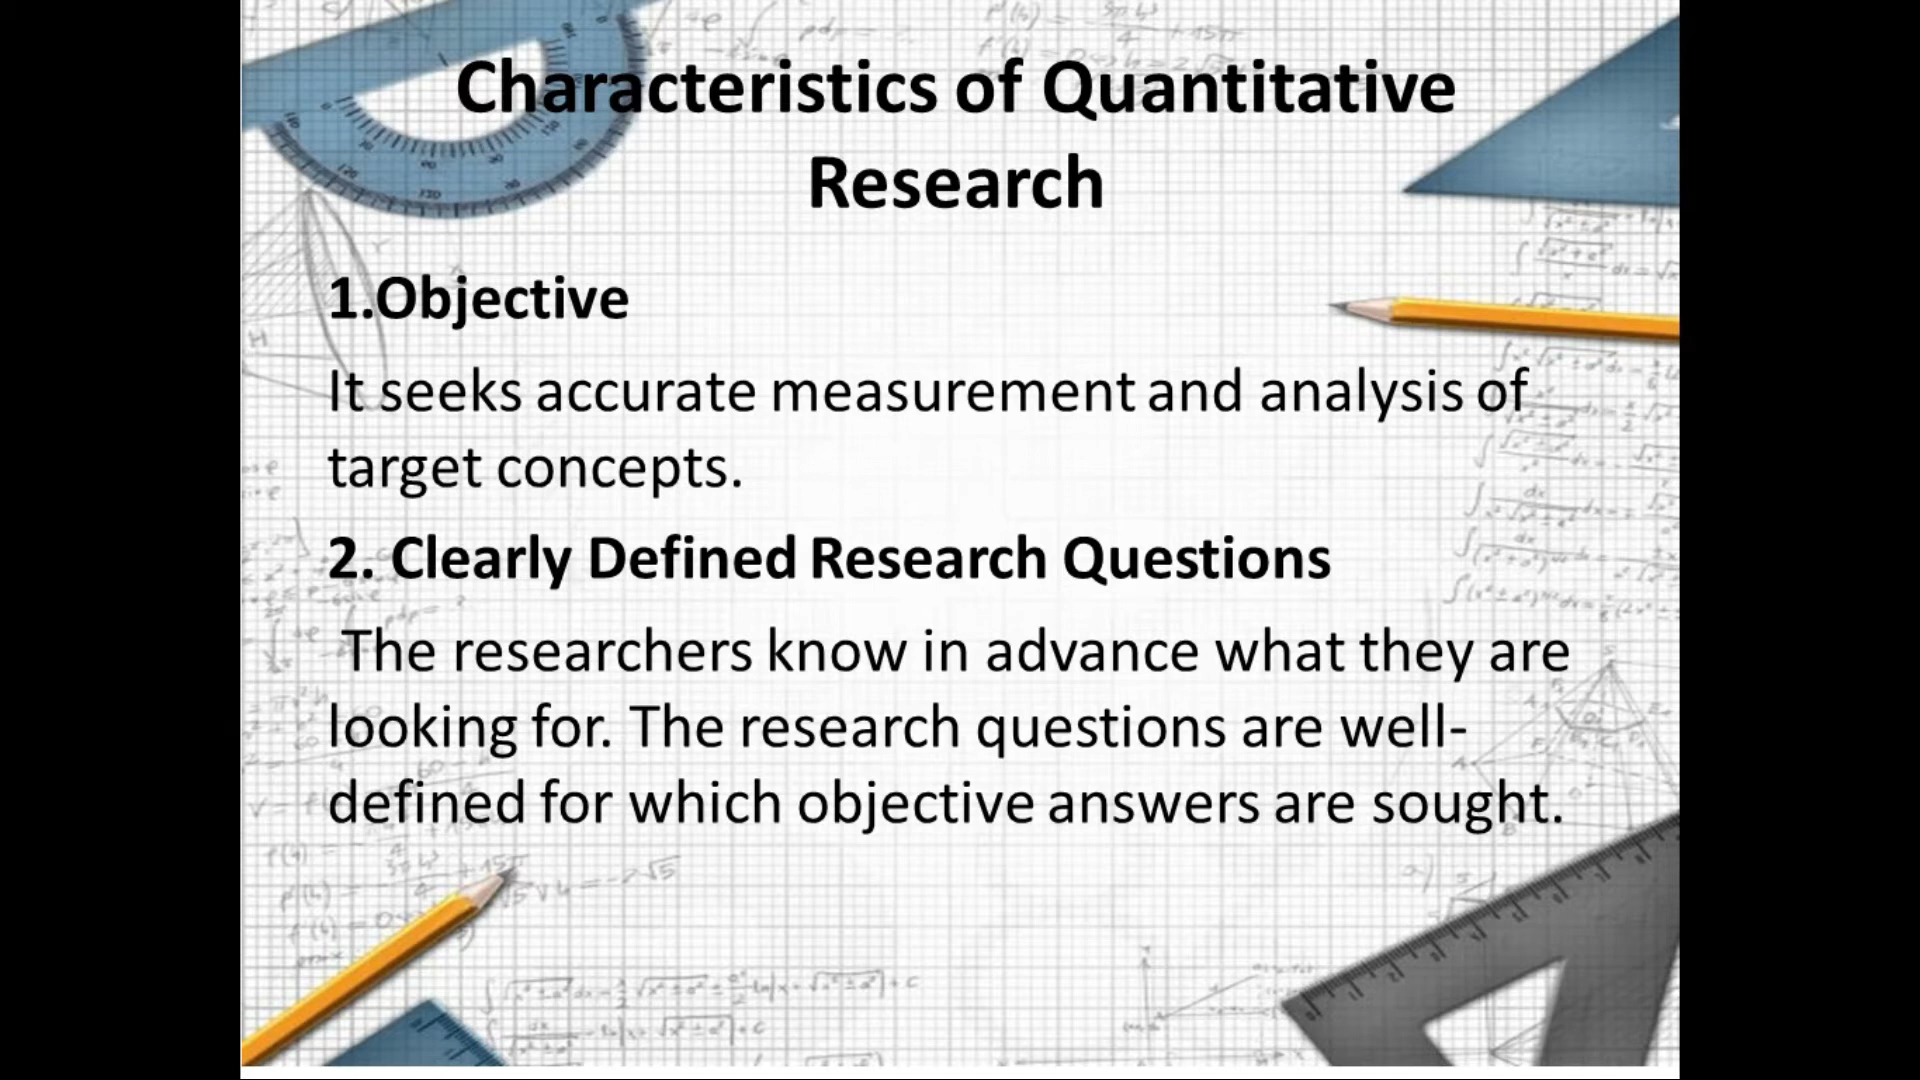 Characteristics of Quantitative
Research
1.Objective
It seeks accurate measurement and analysis of
target concepts.
2. Clearly Defined Research Questions
The researchers know in advance what they are
looking for. The research questions are well-
defined for which objective answers are sought.